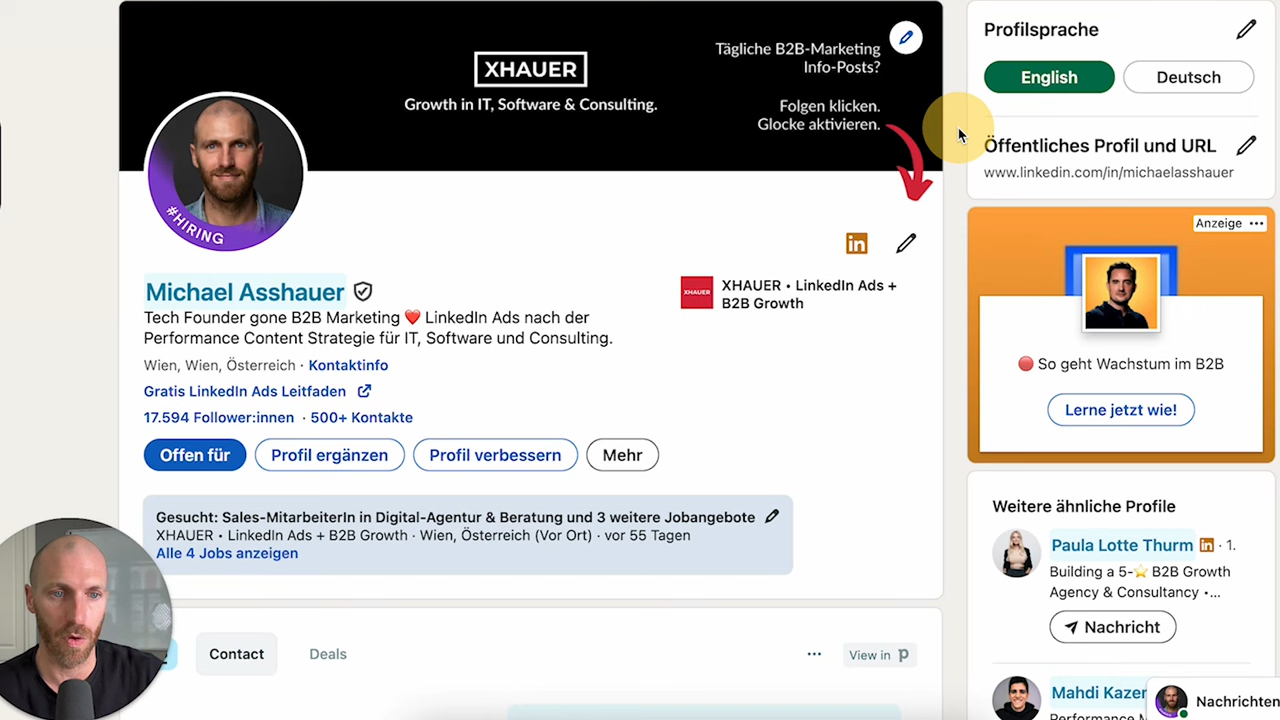 XHAUER
Growth in IT, Software & Consulting.
Tägliche B2B-Marketing
Info-Posts?
Folgen klicken.
Glocke aktivieren.
#HIRING
in
Michael Asshauer
XHAUER
XHAUER • LinkedIn Ads +
B2B Growth
Tech Founder gone B2B Marketing ❤️ LinkedIn Ads nach der
Performance Content Strategie für IT, Software und Consulting.
Wien, Wien, Österreich · Kontaktinfo
Gratis LinkedIn Ads Leitfaden
17.594 Follower:innen · 500+ Kontakte
Offen für
Profil ergänzen
Profil verbessern
Mehr
Gesucht: Sales-MitarbeiterIn in Digital-Agentur & Beratung und 3 weitere Jobangebote
XHAUER • LinkedIn Ads + B2B Growth · Wien, Österreich (Vor Ort) · vor 55 Tagen
Alle 4 Jobs anzeigen
Contact
Deals
···
View in p
Profilsprache
English
Deutsch
Öffentliches Profil und URL
www.linkedin.com/in/michaelasshauer
Anzeige ···
🔴 So geht Wachstum im B2B
Lerne jetzt wie!
Weitere ähnliche Profile
Paula Lotte Thurm in · 1.
Building a 5-⭐ B2B Growth
Agency & Consultancy •...
Nachricht
Mahdi Kazer
Performance M
Nachrichten